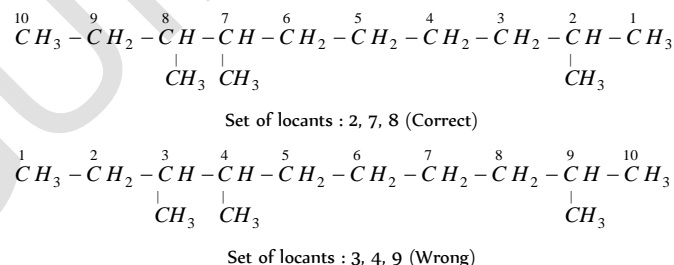 10 9 8 7 6 5 4 3 2 1
CH₃ – CH₂ – CH – CH – CH₂ – CH₂ – CH₂ – CH₂ – CH – CH₃
| | |
CH₃ CH₃ CH₃
Set of locants : 2, 7, 8 (Correct)
1 2 3 4 5 6 7 8 9 10
CH₃ – CH₂ – CH – CH – CH₂ – CH₂ – CH₂ – CH₂ – CH – CH₃
| | |
CH₃ CH₃ CH₃
Set of locants : 3, 4, 9 (Wrong)